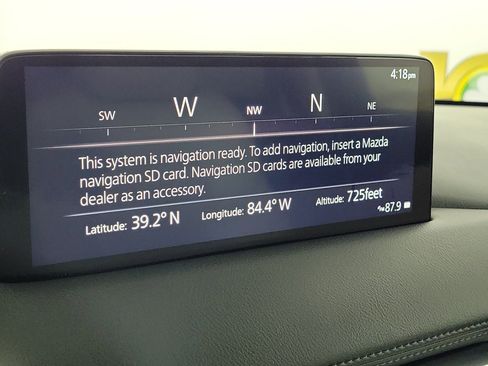 4:18pm
SW W NW N NE
This system is navigation ready. To add navigation, insert a Mazda
navigation SD card. Navigation SD cards are available from your
dealer as an accessory.
Latitude: 39.2° N Longitude: 84.4° W Altitude: 725feet
87.9